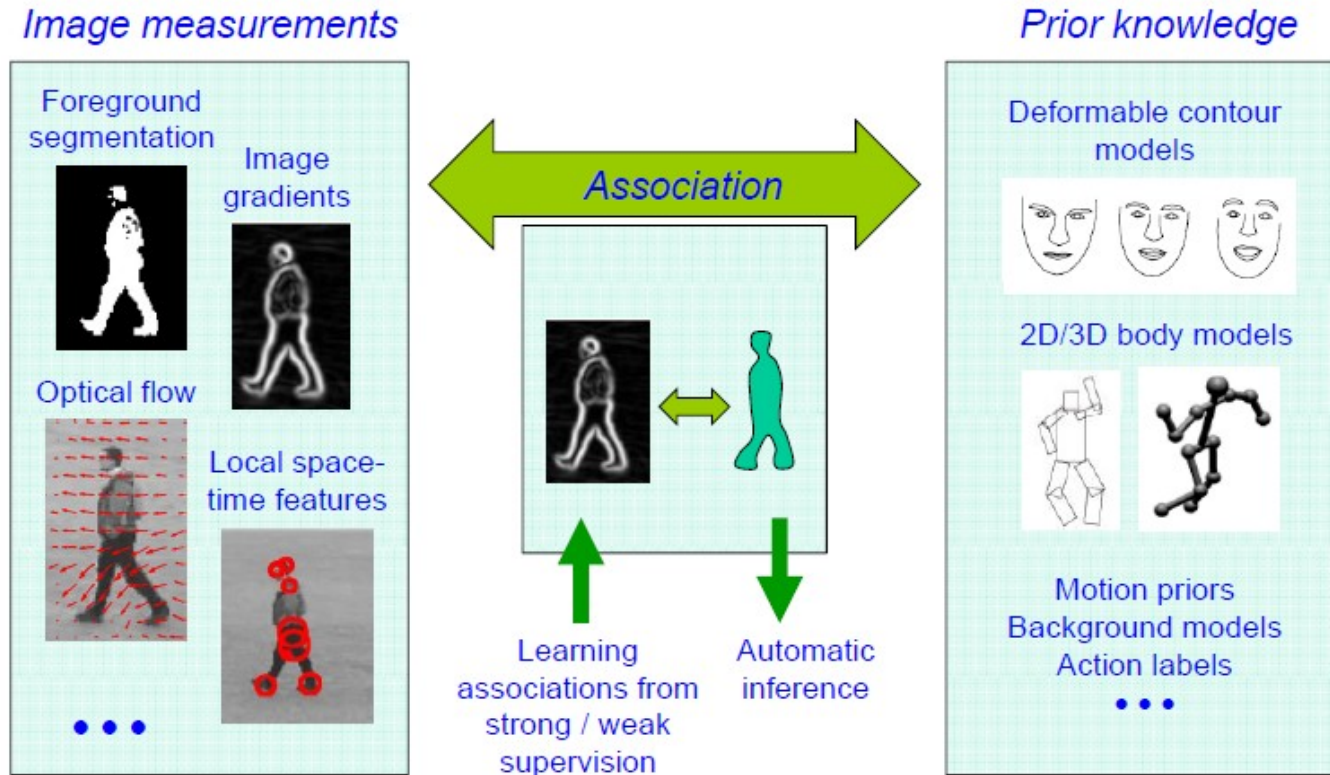 Image measurements
Prior knowledge
Foreground
segmentation
Image
gradients
Optical flow
Local space-
time features
• • •
Association
Learning
associations from
strong / weak
supervision
Automatic
inference
Deformable contour
models
2D/3D body models
Motion priors
Background models
Action labels
• • •